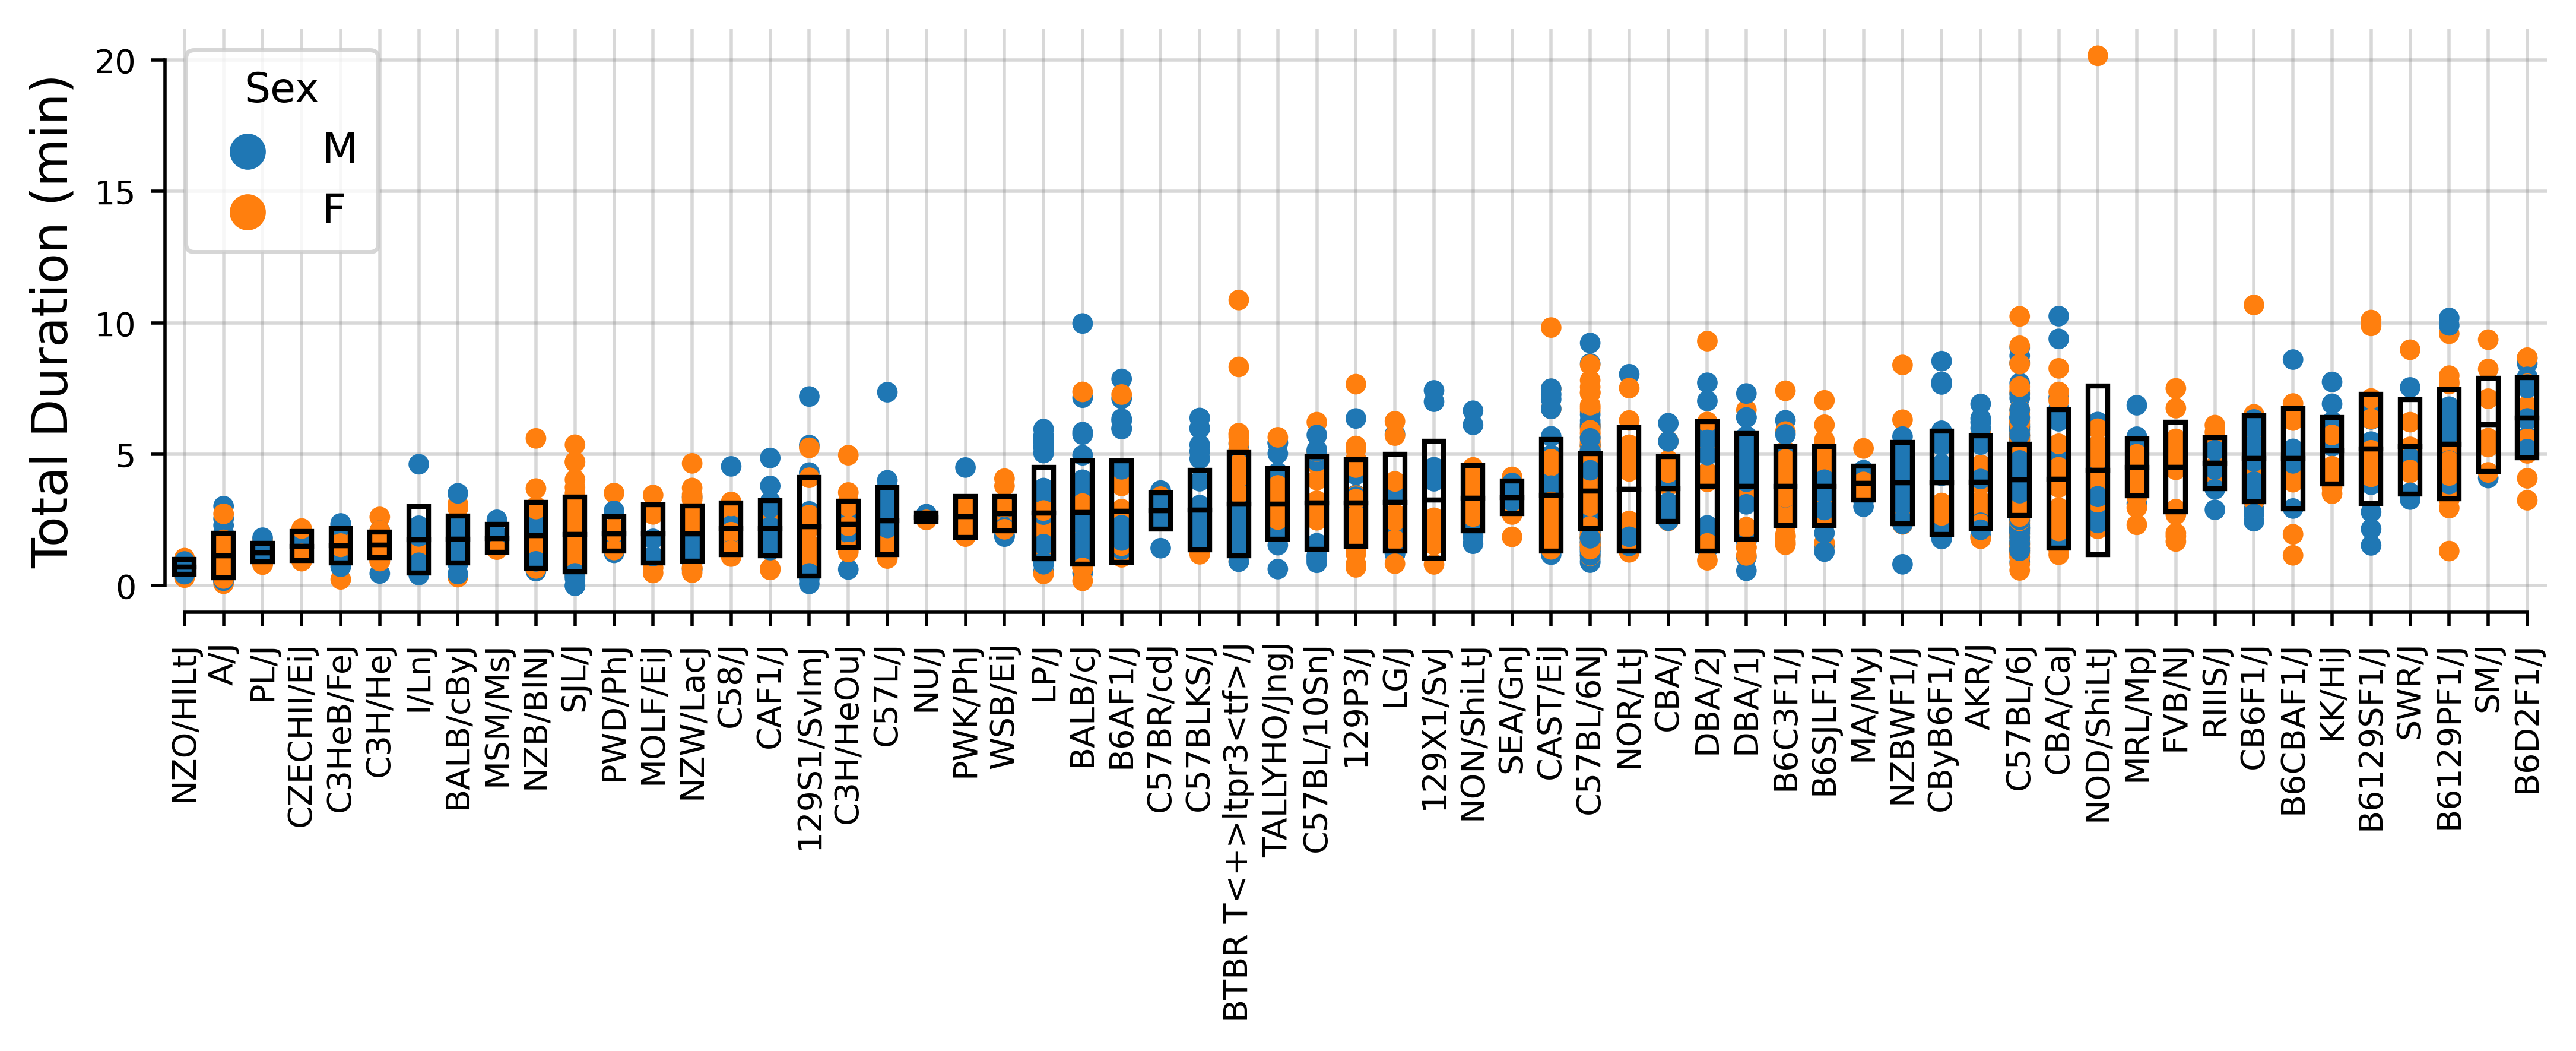 Total Duration (min)
20
15
10
5
0
Sex
M
F
NZO/HILtJ
A/J
PL/J
CZECHII/EiJ
C3HeB/FeJ
C3H/HeJ
I/LnJ
BALB/cByJ
MSM/MsJ
NZB/BlNJ
SJL/J
PWD/PhJ
MOLF/EiJ
NZW/LacJ
C58/J
CAF1/J
129S1/SvImJ
C3H/HeOuJ
C57L/J
NU/J
PWK/PhJ
WSB/EiJ
LP/J
BALB/cJ
B6AF1/J
C57BR/cdJ
C57BLKS/J
BTBR T<+>ltpr3<tf>/J
TALLYHO/JngJ
C57BL/10SnJ
129P3/J
LG/J
129X1/SvJ
NON/ShiLtJ
SEA/GnJ
CAST/EiJ
C57BL/6NJ
NOR/LtJ
CBA/J
DBA/2J
DBA/1J
B6C3F1/J
B6SJLF1/J
MA/MyJ
NZBWF1/J
CByB6F1/J
AKR/J
C57BL/6J
CBA/CaJ
NOD/ShiLtJ
MRL/MpJ
FVB/NJ
RIIIS/J
CB6F1/J
B6CBAF1/J
KK/HiJ
B6129SF1/J
SWR/J
B6129PF1/J
SM/J
B6D2F1/J